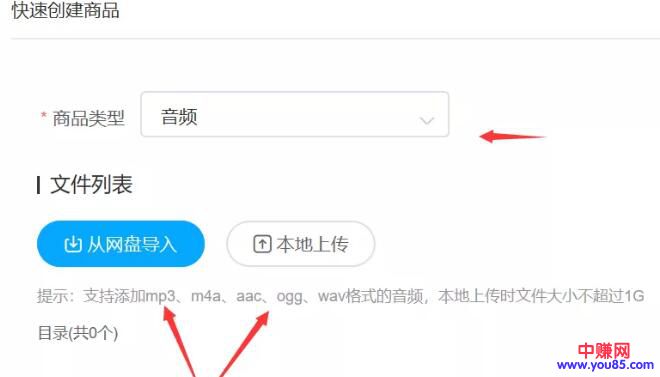 快速创建商品
* 商品类型 音频
文件列表
从网盘导入 本地上传
提示：支持添加mp3、m4a、aac、ogg、wav格式的音频，本地上传时文件大小不超过1G
目录(共0个)
中赚网
www.you85.com